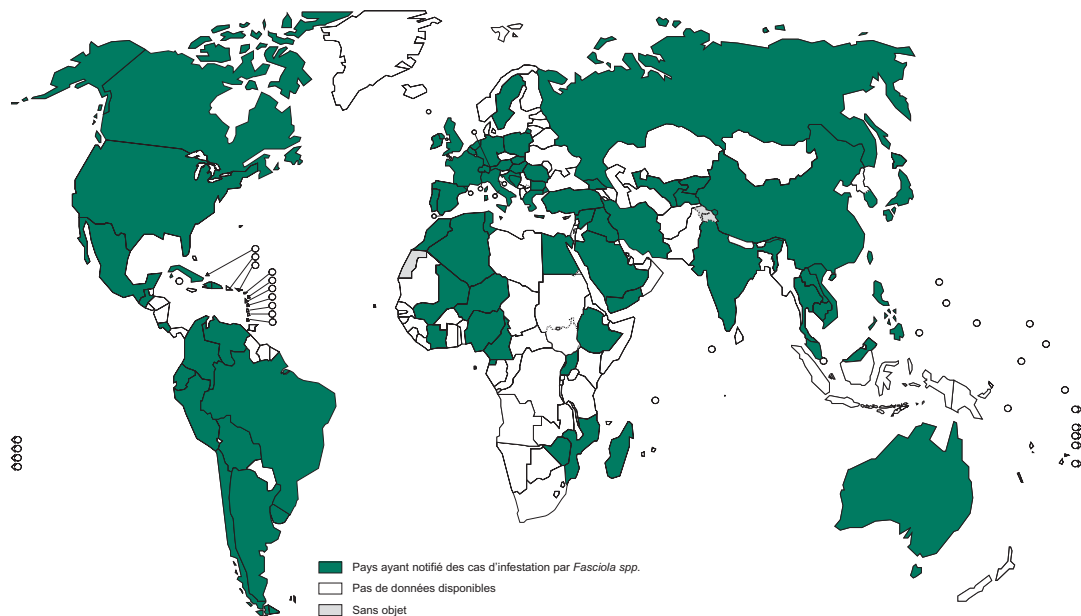 Pays ayant notifié des cas d'infestation par Fasciola spp.
Pas de données disponibles
Sans objet